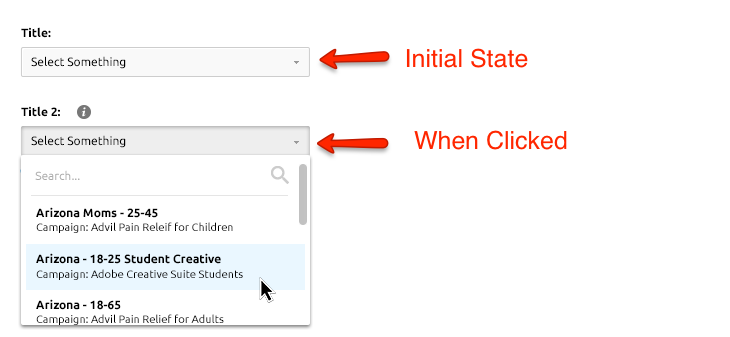 Title:
Select Something
Initial State
Title 2: i
Select Something
When Clicked
Search...
Arizona Moms - 25-45
Campaign: Advil Pain Releif for Children
Arizona - 18-25 Student Creative
Campaign: Adobe Creative Suite Students
Arizona - 18-65
Campaign: Advil Pain Relief for Adults